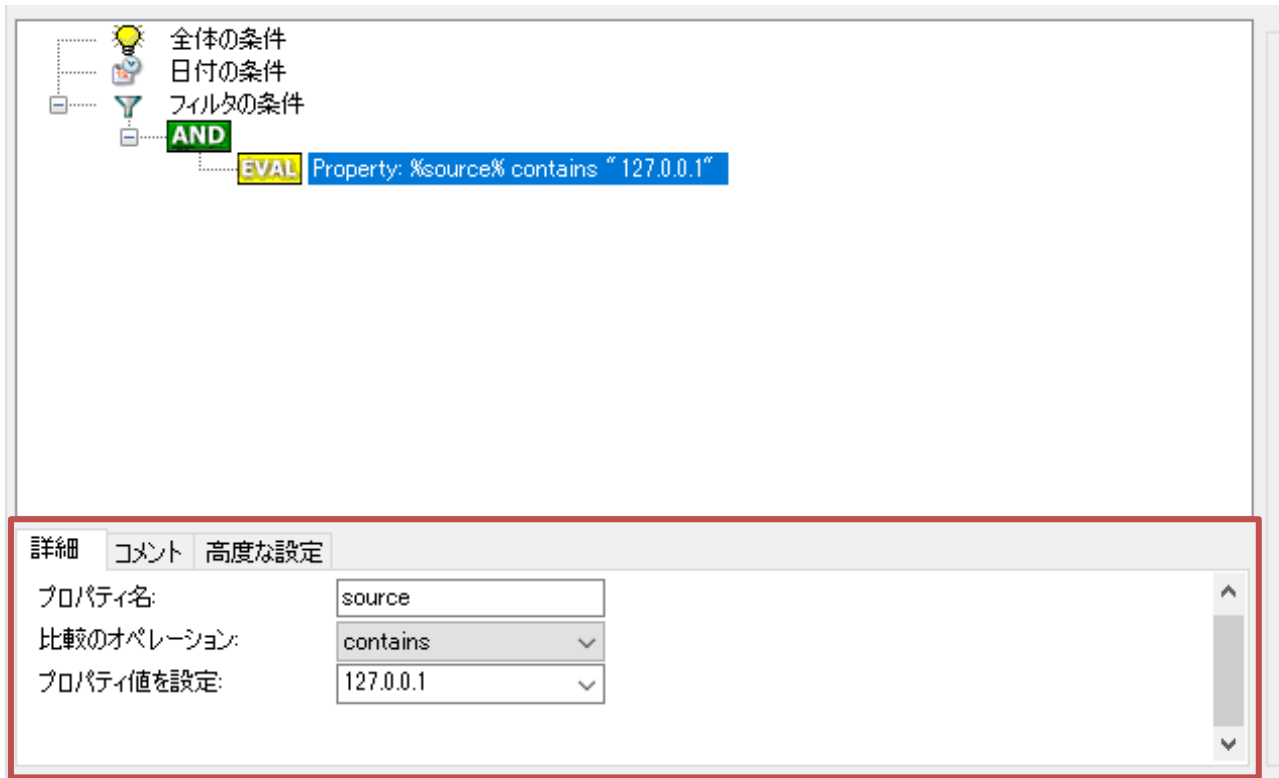 全体の条件
日付の条件
フィルタの条件
AND
EVAL Property: %source% contains "127.0.0.1"
詳細 コメント 高度な設定
プロパティ名: source
比較のオペレーション: contains
プロパティ値を設定: 127.0.0.1